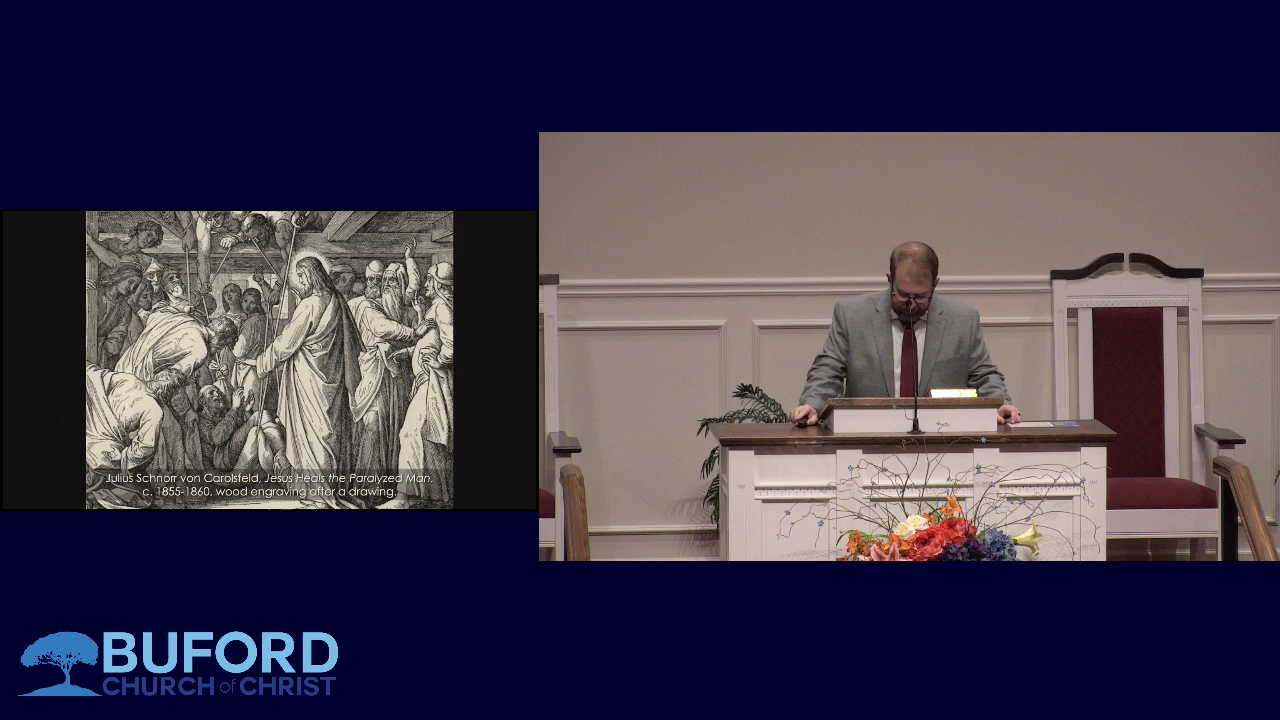 Julius Schnorr von Carolsfeld, Jesus Heals the Paralyzed Man.
c. 1855-1860, wood engraving after a drawing.
BUFORD
CHURCH of CHRIST